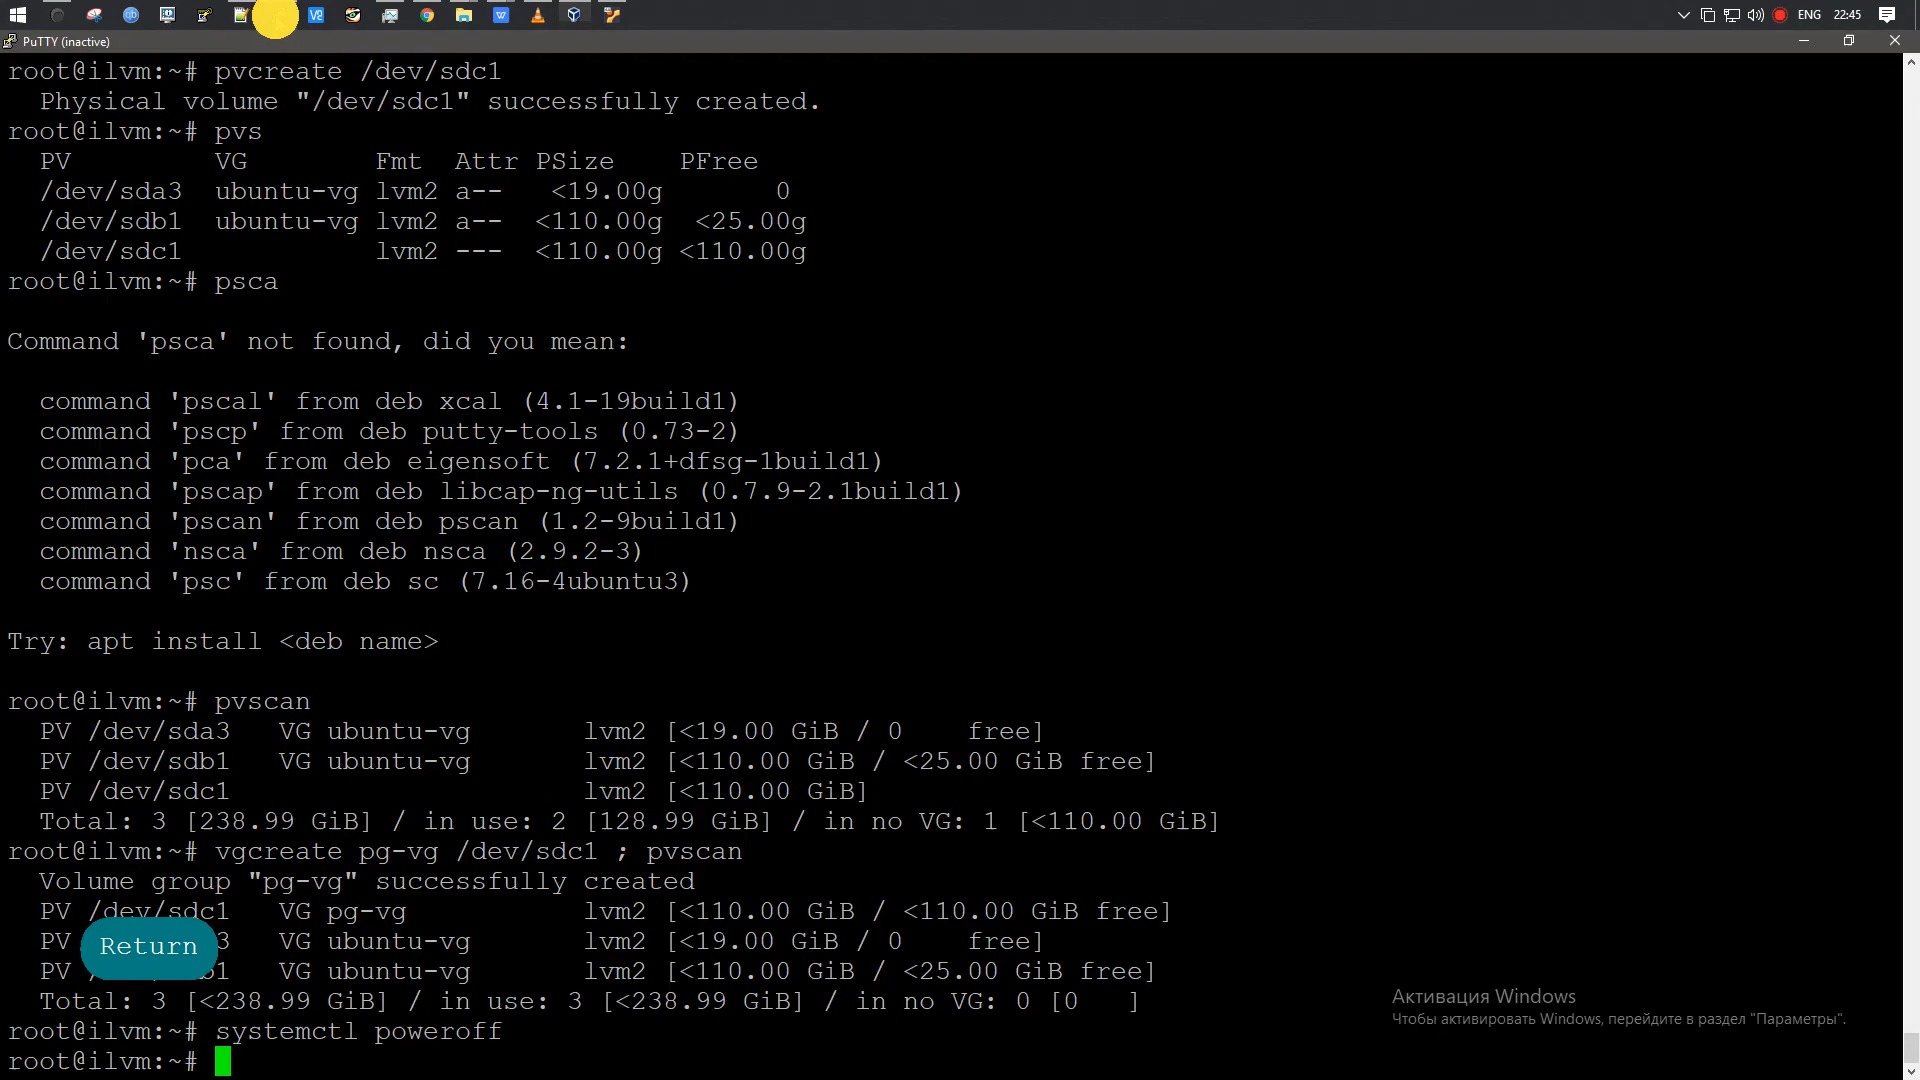 ENG 22:45
PuTTY (inactive)
root@ilvm:~# pvcreate /dev/sdc1
Physical volume "/dev/sdc1" successfully created.
root@ilvm:~# pvs
PV VG Fmt Attr PSize PFree
/dev/sda3 ubuntu-vg lvm2 a-- <19.00g 0
/dev/sdb1 ubuntu-vg lvm2 a-- <110.00g <25.00g
/dev/sdc1 lvm2 --- <110.00g <110.00g
root@ilvm:~# psca
Command 'psca' not found, did you mean:
command 'pscal' from deb xcal (4.1-19build1)
command 'pscp' from deb putty-tools (0.73-2)
command 'pca' from deb eigensoft (7.2.1+dfsg-1build1)
command 'pscap' from deb libcap-ng-utils (0.7.9-2.1build1)
command 'pscan' from deb pscan (1.2-9build1)
command 'nsca' from deb nsca (2.9.2-3)
command 'psc' from deb sc (7.16-4ubuntu3)
Try: apt install <deb name>
root@ilvm:~# pvscan
PV /dev/sda3 VG ubuntu-vg lvm2 [<19.00 GiB / 0 free]
PV /dev/sdb1 VG ubuntu-vg lvm2 [<110.00 GiB / <25.00 GiB free]
PV /dev/sdc1 lvm2 [<110.00 GiB]
Total: 3 [238.99 GiB] / in use: 2 [128.99 GiB] / in no VG: 1 [<110.00 GiB]
root@ilvm:~# vgcreate pg-vg /dev/sdc1 ; pvscan
Volume group "pg-vg" successfully created
PV /dev/sdc1 VG pg-vg lvm2 [<110.00 GiB / <110.00 GiB free]
PV 3 VG ubuntu-vg lvm2 [<19.00 GiB / 0 free]
Return
PV b1 VG ubuntu-vg lvm2 [<110.00 GiB / <25.00 GiB free]
Total: 3 [<238.99 GiB] / in use: 3 [<238.99 GiB] / in no VG: 0 [0 ]
root@ilvm:~# systemctl poweroff
root@ilvm:~#
Активация Windows
Чтобы активировать Windows, перейдите в раздел "Параметры".